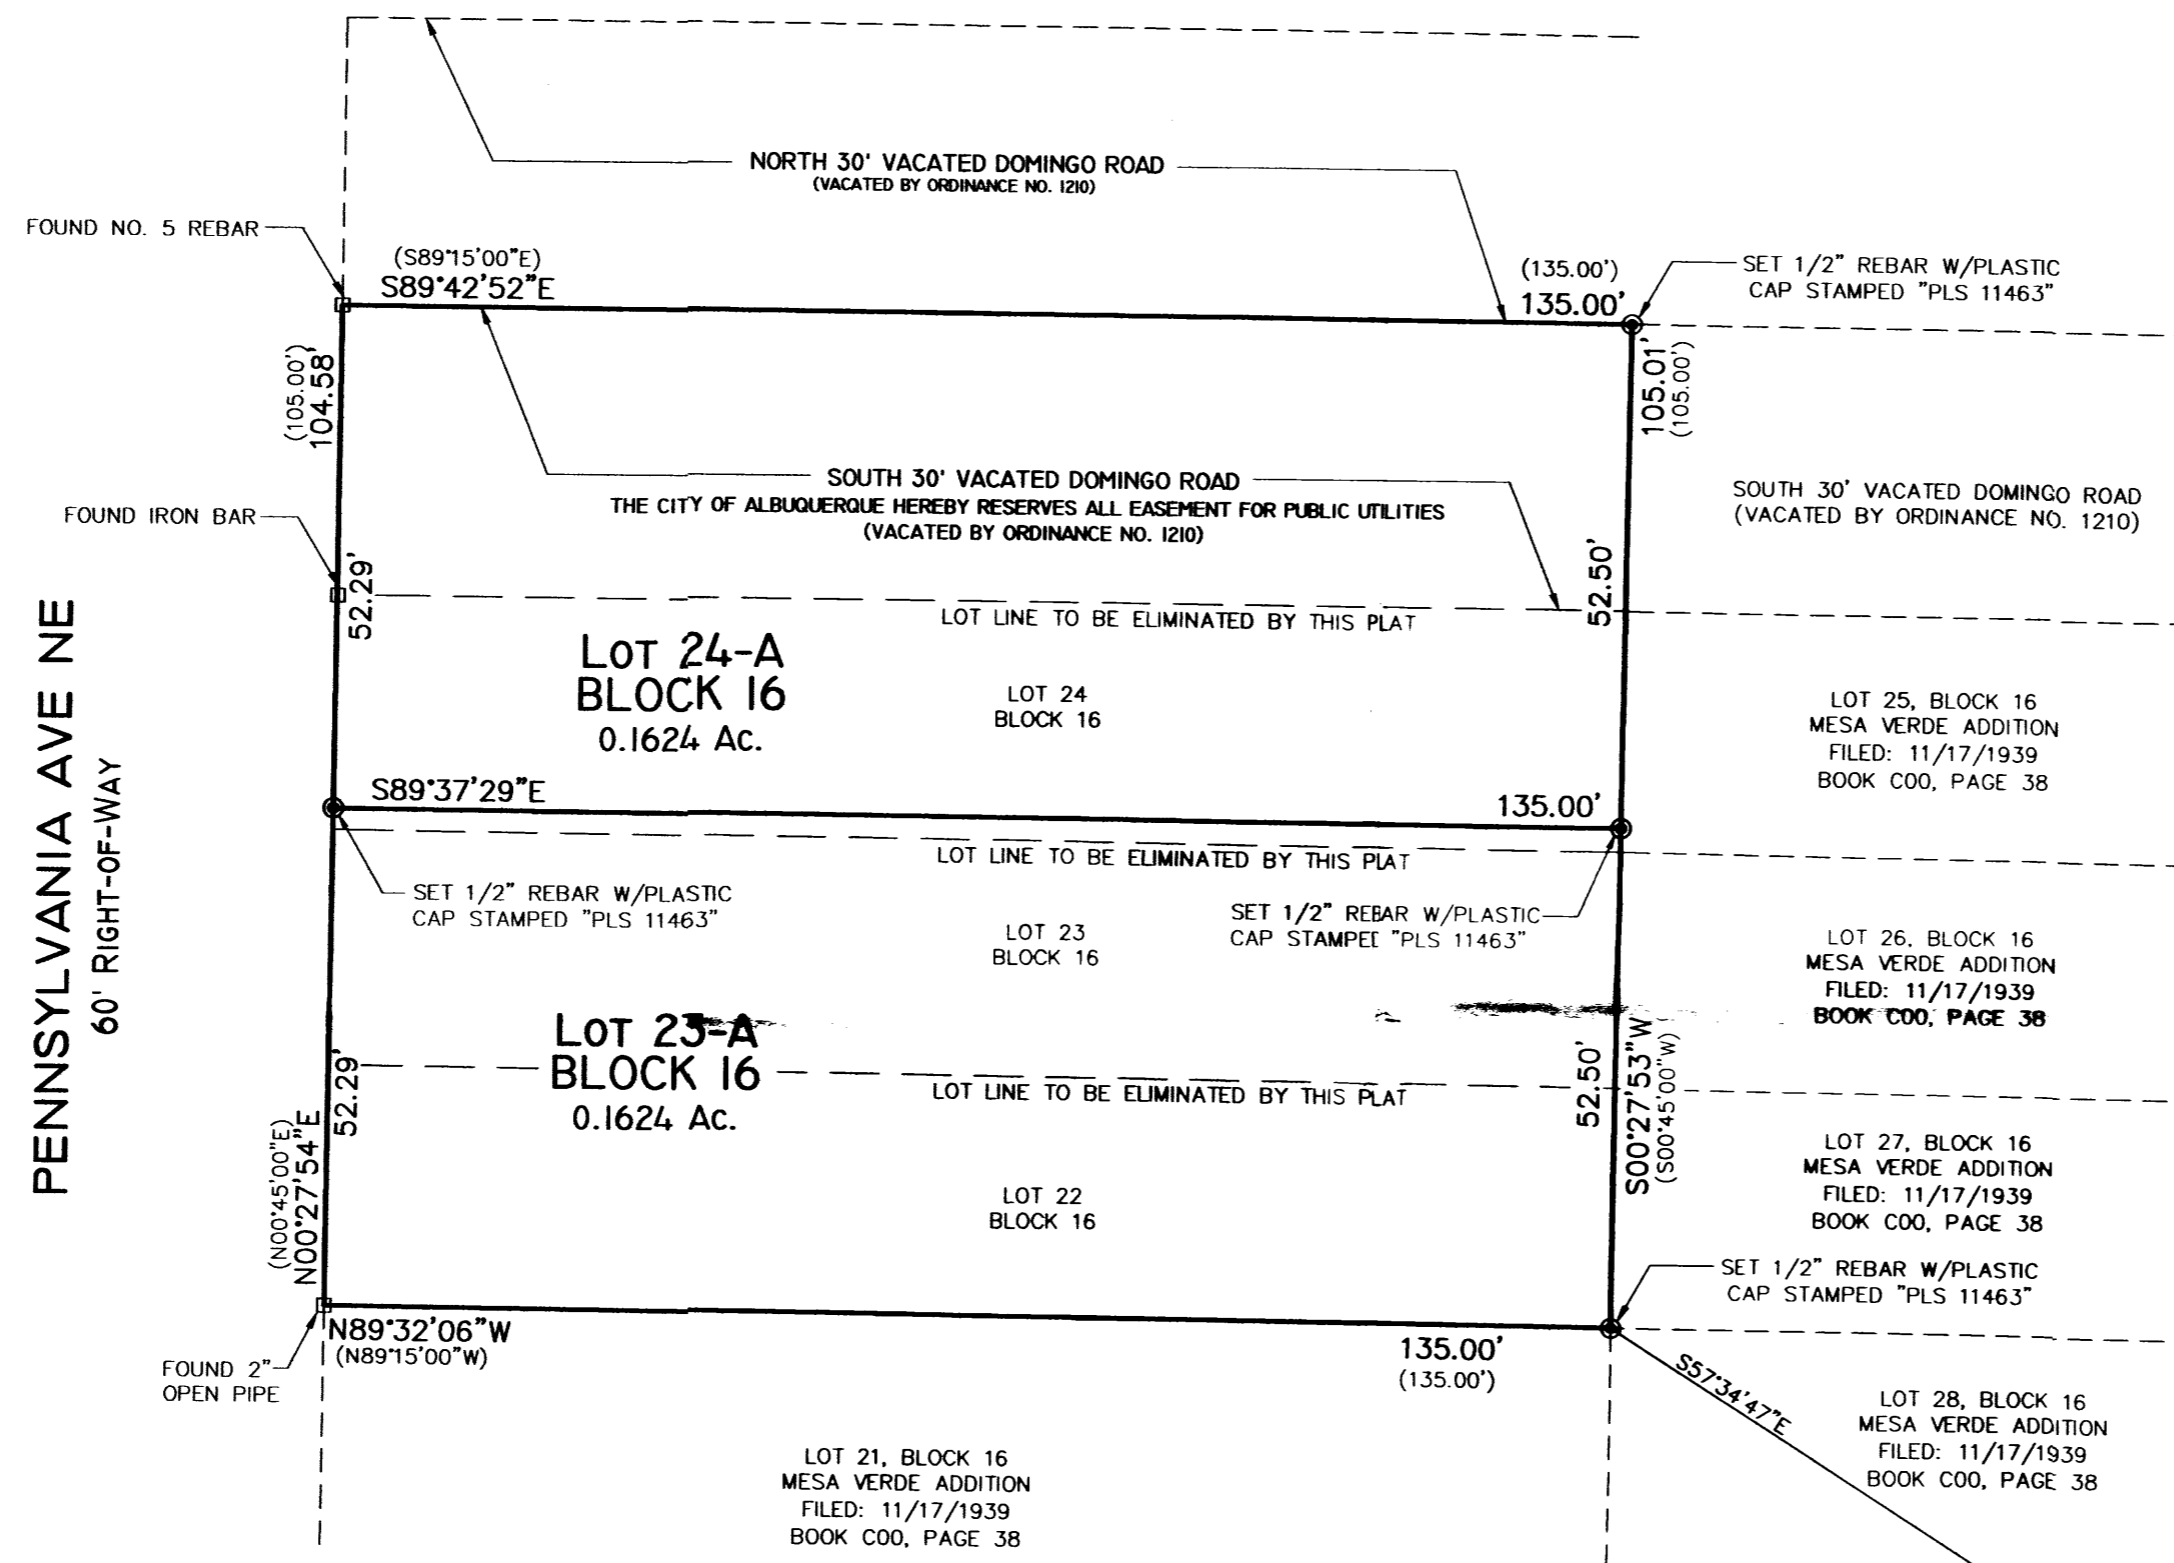 NORTH 30' VACATED DOMINGO ROAD
(VACATED BY ORDINANCE NO. 1210)
FOUND NO. 5 REBAR
(S89°15'00"E)
S89°42'52"E
(135.00')
135.00'
SET 1/2" REBAR W/PLASTIC
CAP STAMPED "PLS 11463"
(105.00')
104.58'
105.01'
(105.00')
SOUTH 30' VACATED DOMINGO ROAD
THE CITY OF ALBUQUERQUE HEREBY RESERVES ALL EASEMENT FOR PUBLIC UTILITIES
(VACATED BY ORDINANCE NO. 1210)
SOUTH 30' VACATED DOMINGO ROAD
(VACATED BY ORDINANCE NO. 1210)
FOUND IRON BAR
52.29'
52.50'
LOT LINE TO BE ELIMINATED BY THIS PLAT
PENNSYLVANIA AVE NE
60' RIGHT-OF-WAY
LOT 24-A
BLOCK 16
0.1624 AC.
LOT 24
BLOCK 16
LOT 25, BLOCK 16
MESA VERDE ADDITION
FILED: 11/17/1939
BOOK C00, PAGE 38
S89°37'29"E
135.00'
LOT LINE TO BE ELIMINATED BY THIS PLAT
SET 1/2" REBAR W/PLASTIC
CAP STAMPED "PLS 11463"
SET 1/2" REBAR W/PLASTIC
CAP STAMPED "PLS 11463"
LOT 23
BLOCK 16
LOT 26, BLOCK 16
MESA VERDE ADDITION
FILED: 11/17/1939
BOOK C00, PAGE 38
LOT 23-A
BLOCK 16
0.1624 AC.
52.29'
52.50'
S00°27'53"W
(S00°45'00"W)
LOT LINE TO BE ELIMINATED BY THIS PLAT
(N00°45'00"E)
N00°27'54"E
LOT 27, BLOCK 16
MESA VERDE ADDITION
FILED: 11/17/1939
BOOK C00, PAGE 38
LOT 22
BLOCK 16
SET 1/2" REBAR W/PLASTIC
CAP STAMPED "PLS 11463"
N89°32'06"W
(N89°15'00"W)
135.00'
(135.00')
FOUND 2"
OPEN PIPE
S57°34'47"E
LOT 28, BLOCK 16
MESA VERDE ADDITION
FILED: 11/17/1939
BOOK C00, PAGE 38
LOT 21, BLOCK 16
MESA VERDE ADDITION
FILED: 11/17/1939
BOOK C00, PAGE 38